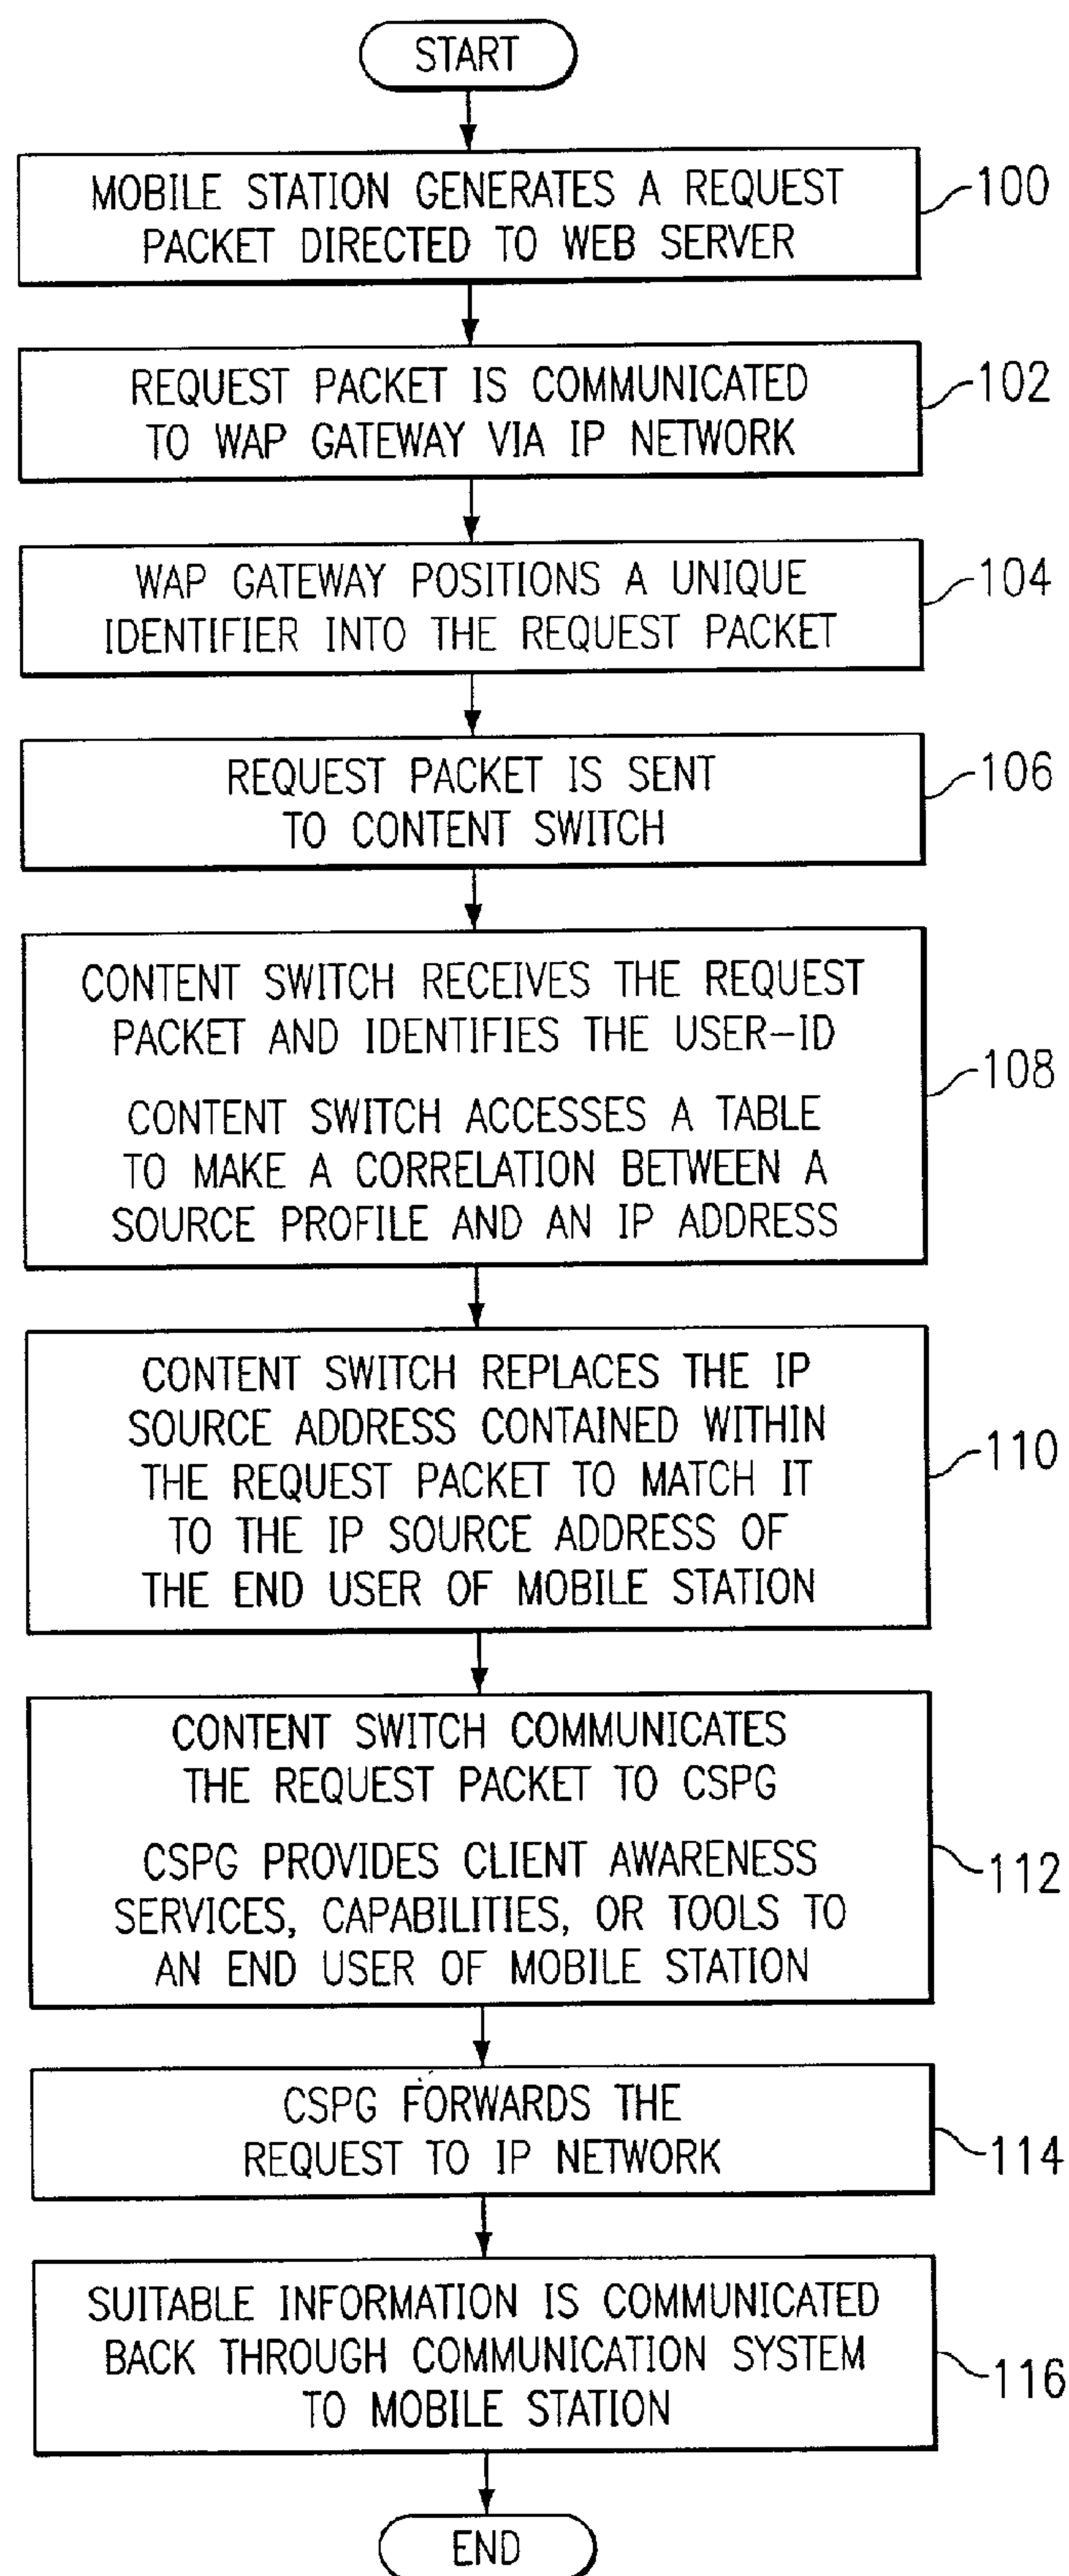 START
MOBILE STATION GENERATES A REQUEST
PACKET DIRECTED TO WEB SERVER
100
REQUEST PACKET IS COMMUNICATED
TO WAP GATEWAY VIA IP NETWORK
102
WAP GATEWAY POSITIONS A UNIQUE
IDENTIFIER INTO THE REQUEST PACKET
104
REQUEST PACKET IS SENT
TO CONTENT SWITCH
106
CONTENT SWITCH RECEIVES THE REQUEST
PACKET AND IDENTIFIES THE USER-ID
CONTENT SWITCH ACCESSES A TABLE
TO MAKE A CORRELATION BETWEEN A
SOURCE PROFILE AND AN IP ADDRESS
108
CONTENT SWITCH REPLACES THE IP
SOURCE ADDRESS CONTAINED WITHIN
THE REQUEST PACKET TO MATCH IT
TO THE IP SOURCE ADDRESS OF
THE END USER OF MOBILE STATION
110
CONTENT SWITCH COMMUNICATES
THE REQUEST PACKET TO CSPG
CSPG PROVIDES CLIENT AWARENESS
SERVICES, CAPABILITIES, OR TOOLS TO
AN END USER OF MOBILE STATION
112
CSPG FORWARDS THE
REQUEST TO IP NETWORK
114
SUITABLE INFORMATION IS COMMUNICATED
BACK THROUGH COMMUNICATION SYSTEM
TO MOBILE STATION
116
END